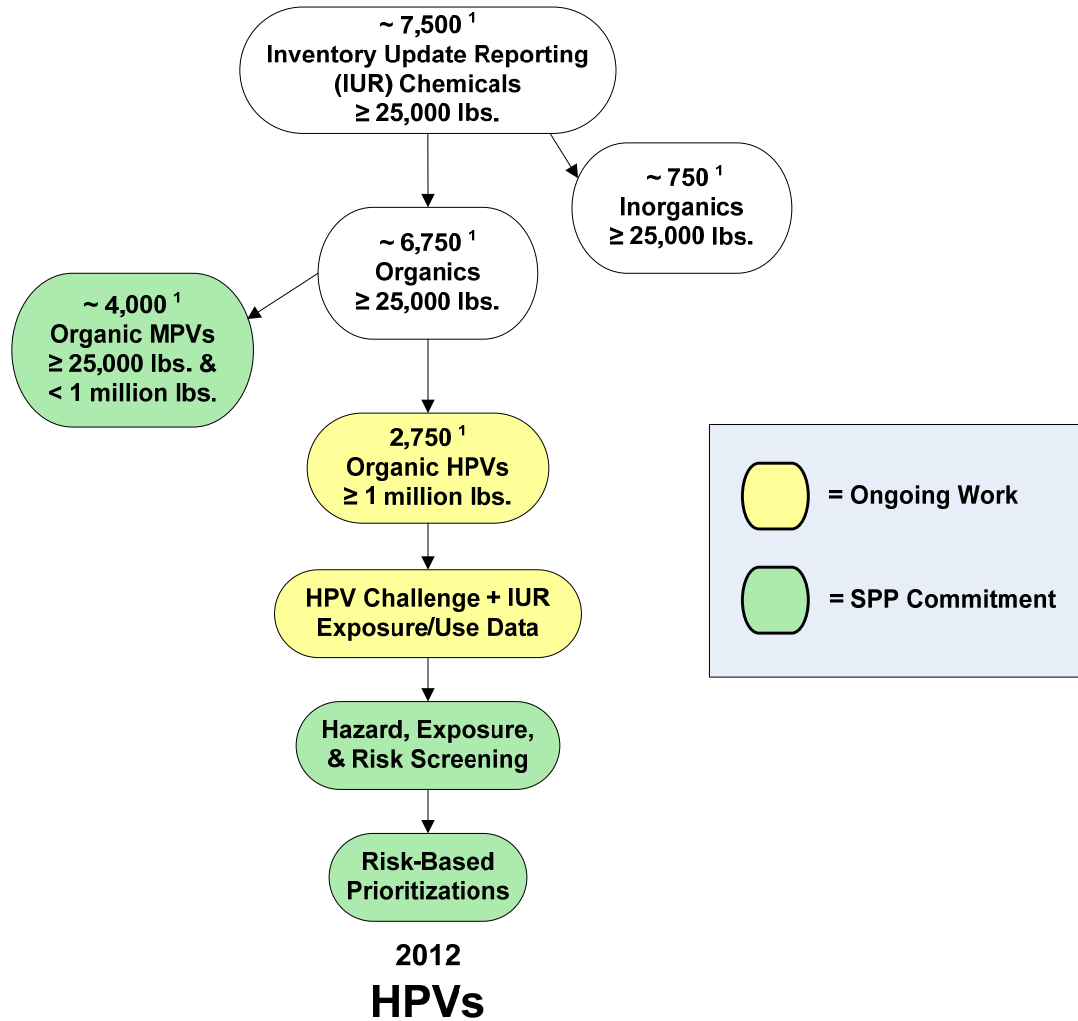 ~ 7,500 ¹
Inventory Update Reporting
(IUR) Chemicals
≥ 25,000 lbs.
~ 750 ¹
Inorganics
≥ 25,000 lbs.
~ 6,750 ¹
Organics
≥ 25,000 lbs.
~ 4,000 ¹
Organic MPVs
≥ 25,000 lbs. &
< 1 million lbs.
2,750 ¹
Organic HPVs
≥ 1 million lbs.
= Ongoing Work
= SPP Commitment
HPV Challenge + IUR
Exposure/Use Data
Hazard, Exposure,
& Risk Screening
Risk-Based
Prioritizations
2012
HPVs